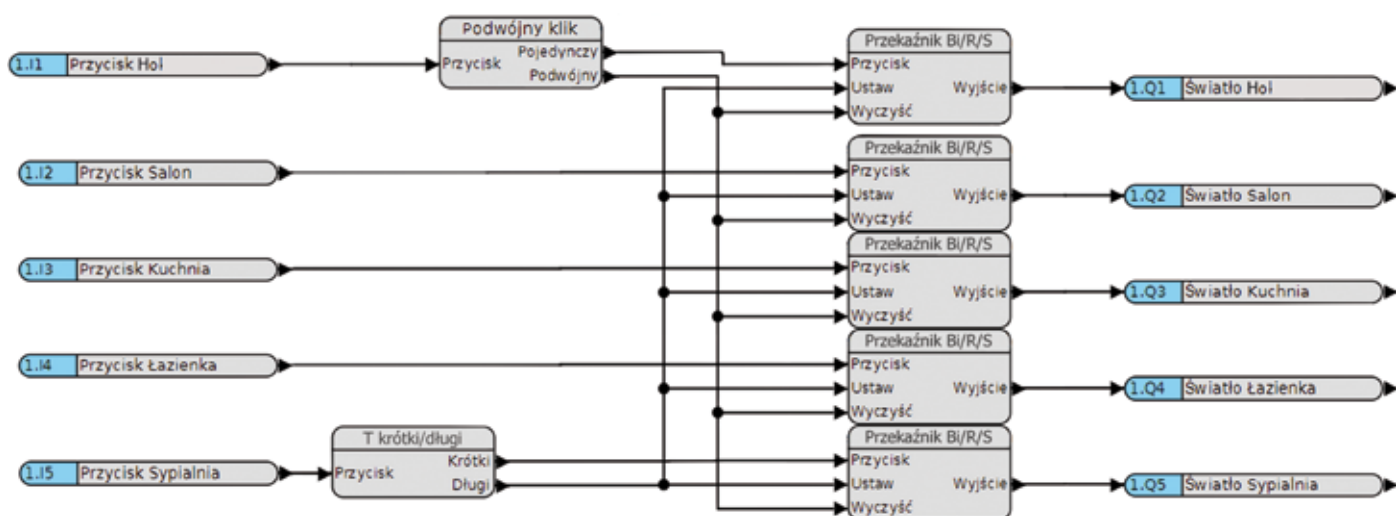 Podwójny klik
Przycisk
Pojedynczy
Podwójny
1.I1 Przycisk Hol
Przekaźnik Bi/R/S
Przycisk
Ustaw
Wyczyść
Wyjście
1.Q1 Światło Hol
1.I2 Przycisk Salon
Przekaźnik Bi/R/S
Przycisk
Ustaw
Wyczyść
Wyjście
1.Q2 Światło Salon
1.I3 Przycisk Kuchnia
Przekaźnik Bi/R/S
Przycisk
Ustaw
Wyczyść
Wyjście
1.Q3 Światło Kuchnia
1.I4 Przycisk Łazienka
Przekaźnik Bi/R/S
Przycisk
Ustaw
Wyczyść
Wyjście
1.Q4 Światło Łazienka
1.I5 Przycisk Sypialnia
T krótki/długi
Przycisk
Krótki
Długi
Przekaźnik Bi/R/S
Przycisk
Ustaw
Wyczyść
Wyjście
1.Q5 Światło Sypialnia